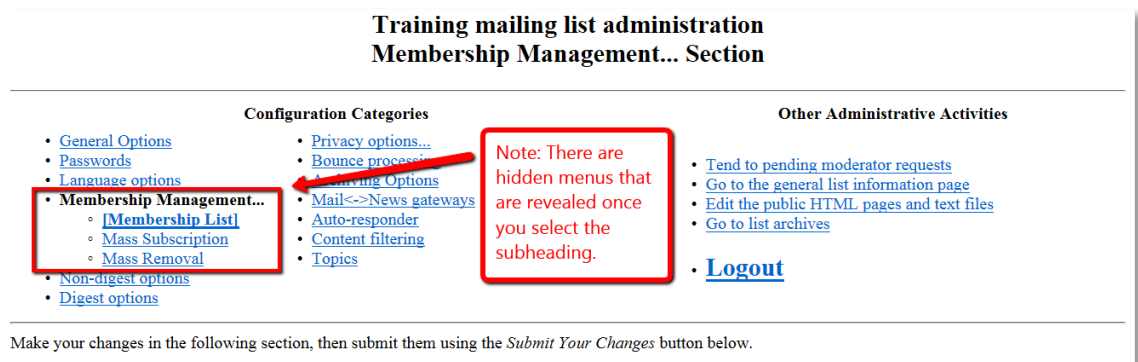 Training mailing list administration
Membership Management... Section
Configuration Categories
General Options
Passwords
Language options
Membership Management...
[Membership List]
Mass Subscription
Mass Removal
Non-digest options
Digest options
Privacy options...
Bounce processing
Archiving Options
Mail<->News gateways
Auto-responder
Content filtering
Topics
Note: There are
hidden menus that
are revealed once
you select the
subheading.
Other Administrative Activities
Tend to pending moderator requests
Go to the general list information page
Edit the public HTML pages and text files
Go to list archives
Logout
Make your changes in the following section, then submit them using the Submit Your Changes button below.